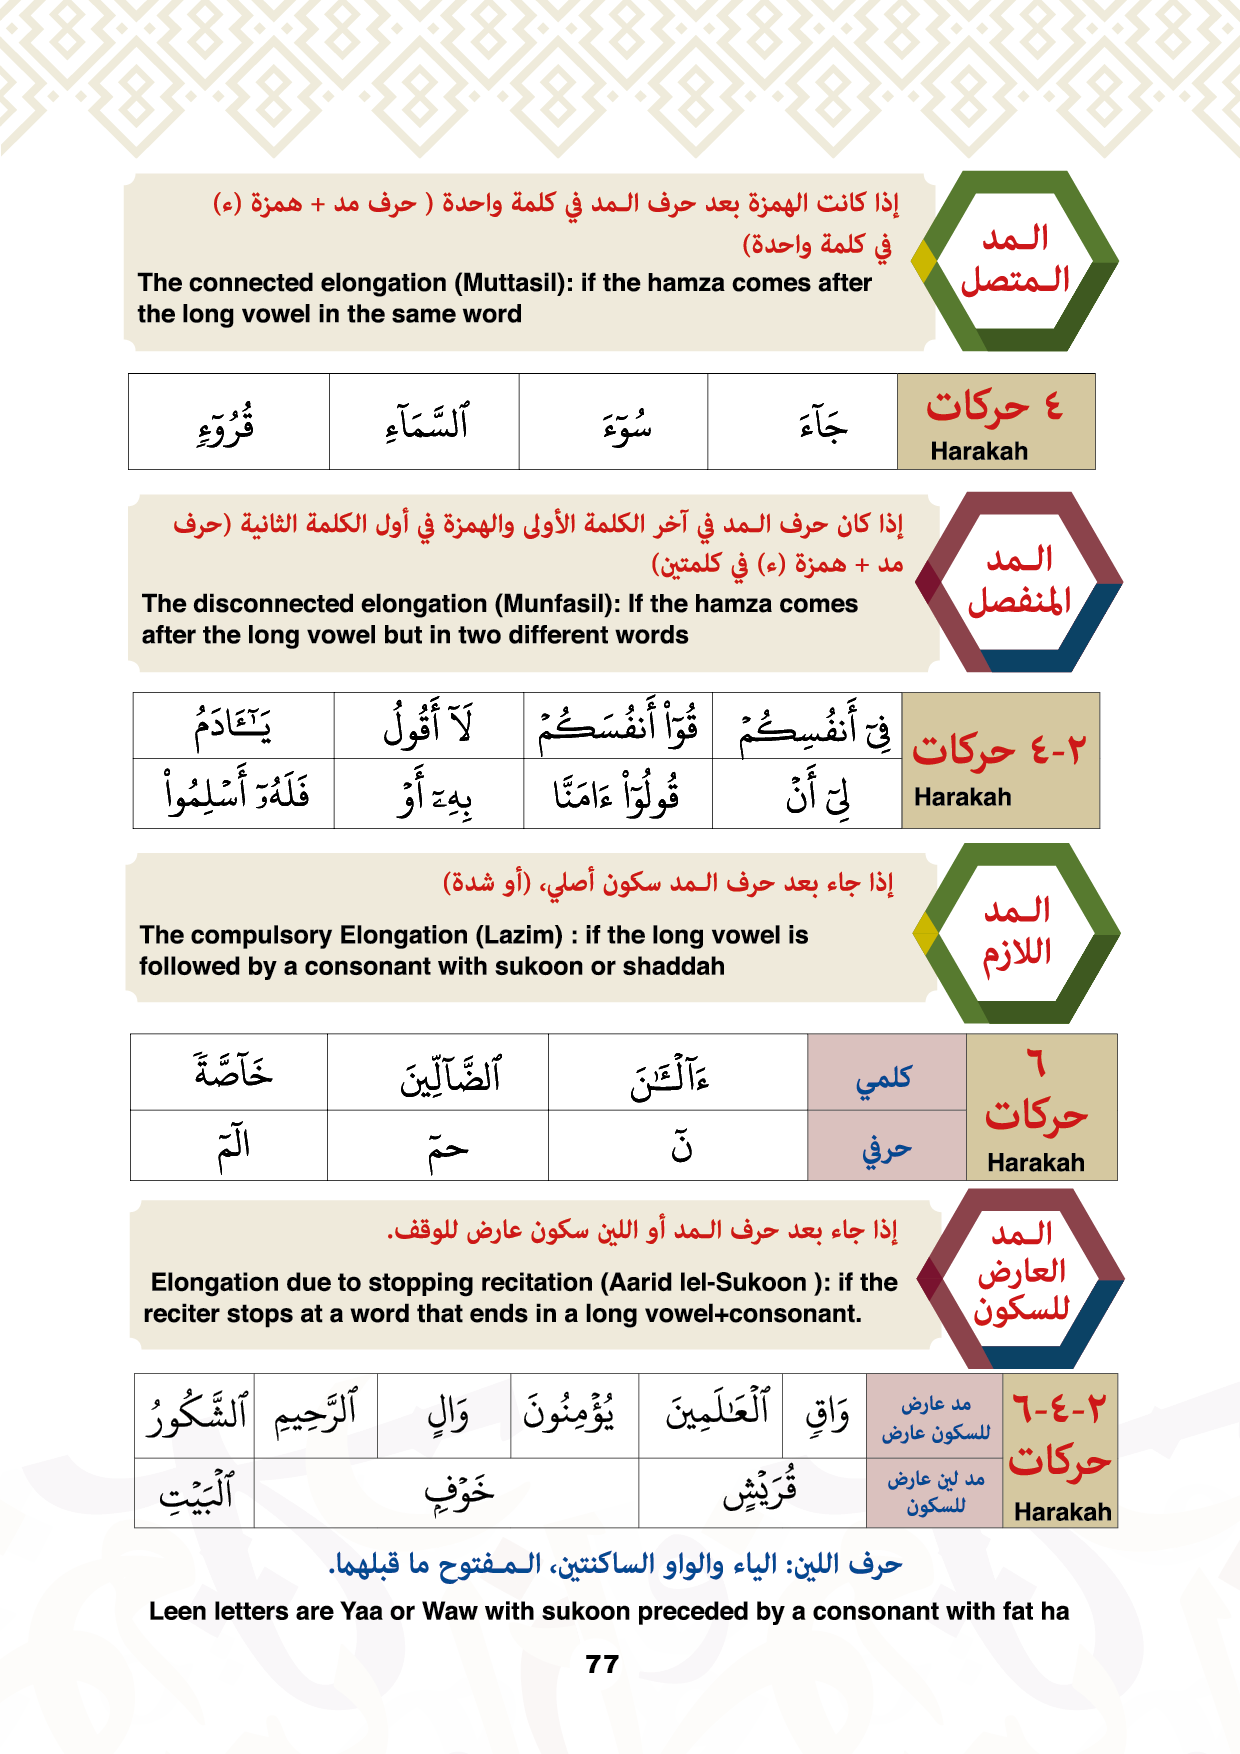 المد
المتصل
إذا كانت الهمزة بعد حرف المد في كلمة واحدة ( حرف مد + همزة (ء)
في كلمة واحدة)
The connected elongation (Muttasil): if the hamza comes after
the long vowel in the same word
٤ حركات
Harakah
جَآءَ
سُوٓءَ
ٱلسَّمَآءِ
قُرُوٓءٖ
المد
المنفصل
إذا كان حرف المد في آخر الكلمة الأولى والهمزة في أول الكلمة الثانية (حرف
مد + همزة (ء) في كلمتين)
The disconnected elongation (Munfasil): If the hamza comes
after the long vowel but in two different words
٢-٤ حركات
Harakah
فِيٓ أَنفُسِكُمۡ
قُوٓاْ أَنفُسَكُمۡ
لَآ أَقُولُ
يَـٰٓـَٔادَمُ
لِيٓ أَنۡ
قُولُوٓاْ ءَامَنَّا
بِهِۦٓ أَوۡ
فَلَهُۥٓ أَسۡلِمُواْ
المد
اللازم
إذا جاء بعد حرف المد سكون أصلي، (أو شدة)
The compulsory Elongation (Lazim) : if the long vowel is
followed by a consonant with sukoon or shaddah
٦
حركات
Harakah
كلمي
ءَآلۡـَٰٔنَ
ٱلضَّآلِّينَ
خَآصَّةٗ
حرفي
نٓ
حمٓ
الٓمٓ
المد
العارض
للسكون
إذا جاء بعد حرف المد أو اللين سكون عارض للوقف.
Elongation due to stopping recitation (Aarid lel-Sukoon ): if the
reciter stops at a word that ends in a long vowel+consonant.
٢-٤-٦
حركات
Harakah
مد عارض
للسكون عارض
وَاقٖ
ٱلۡعَٰلَمِينَ
يُؤۡمِنُونَ
وَالٍ
ٱلرَّحِيمِ
ٱلشَّكُورُ
مد لين عارض
للسكون
قُرَيۡشٍ
خَوۡفِۭ
ٱلۡبَيۡتِ
حرف اللين: الياء والواو الساكنتين، المفتوح ما قبلهما.
Leen letters are Yaa or Waw with sukoon preceded by a consonant with fat ha
77